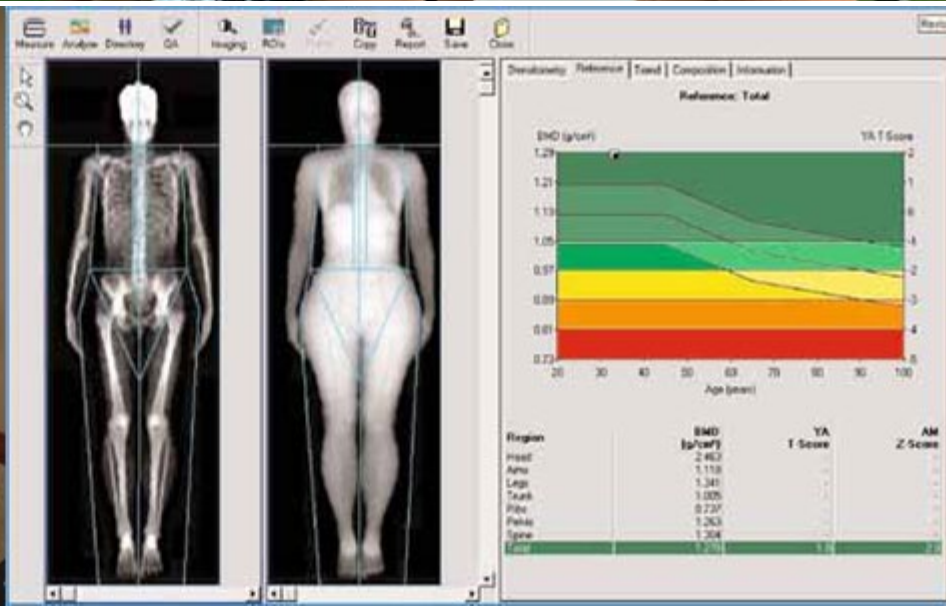 Measure Analyze Directory QA Imaging ROIs Copy Report Save Close
Densitometry Reference Trend Composition Information
Reference: Total
BMD (g/cm²) YA T-Score
1.29 2
1.21 1
1.13 0
1.05 -1
0.97 -2
0.89 -3
0.81 -4
0.73 -5
20 30 40 50 60 70 80 90 100
Age (years)
Region BMD (g/cm²) YA T-Score AM Z-Score
Head 2.463 - -
Arms 1.118 - -
Legs 1.341 - -
Trunk 1.005 - -
Ribs 0.737 - -
Pelvis 1.263 - -
Spine 1.304 - -
Total